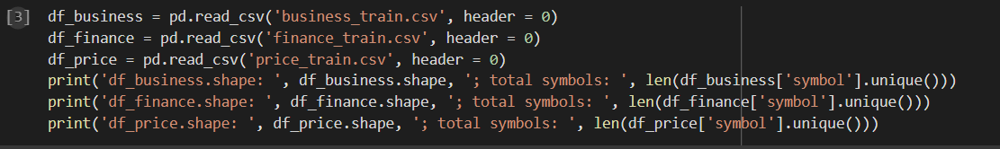 [3] df_business = pd.read_csv('business_train.csv', header = 0)
df_finance = pd.read_csv('finance_train.csv', header = 0)
df_price = pd.read_csv('price_train.csv', header = 0)
print('df_business.shape: ', df_business.shape, '; total symbols: ', len(df_business['symbol'].unique()))
print('df_finance.shape: ', df_finance.shape, '; total symbols: ', len(df_finance['symbol'].unique()))
print('df_price.shape: ', df_price.shape, '; total symbols: ', len(df_price['symbol'].unique()))